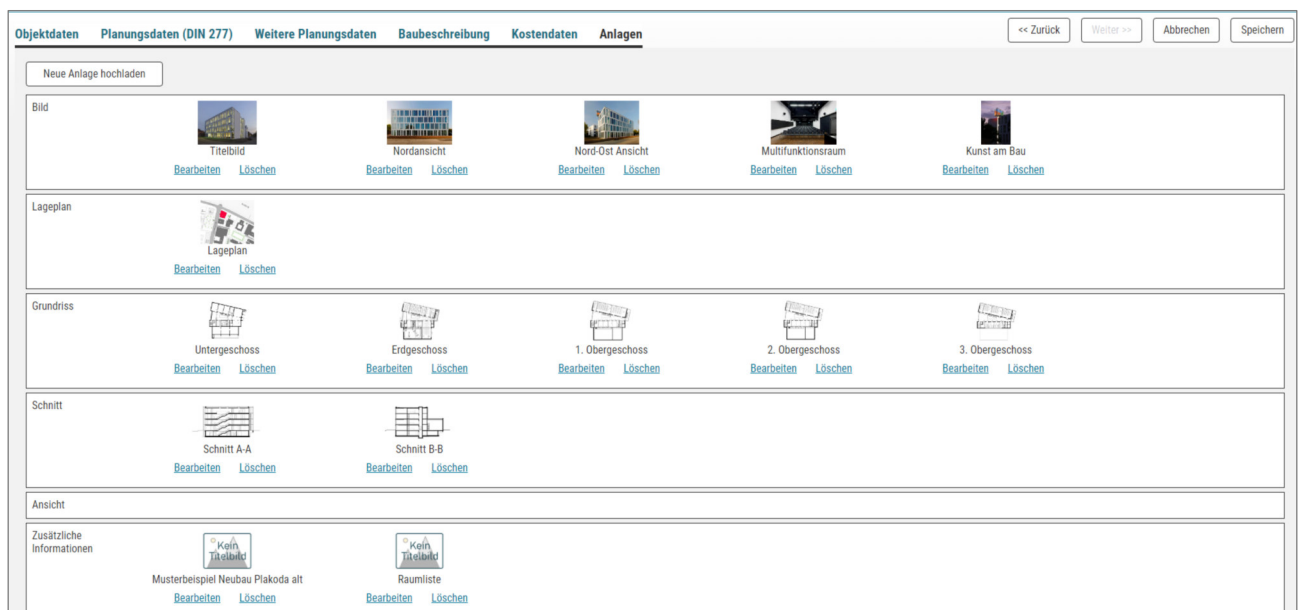 Objektdaten Planungsdaten (DIN 277) Weitere Planungsdaten Baubeschreibung Kostendaten Anlagen << Zurück Weiter >> Abbrechen Speichern
Neue Anlage hochladen
Bild
Titelbild Nordansicht Nord-Ost Ansicht Multifunktionsraum Kunst am Bau
Bearbeiten Löschen Bearbeiten Löschen Bearbeiten Löschen Bearbeiten Löschen Bearbeiten Löschen
Lageplan
Lageplan
Bearbeiten Löschen
Grundriss
Untergeschoss Erdgeschoss 1. Obergeschoss 2. Obergeschoss 3. Obergeschoss
Bearbeiten Löschen Bearbeiten Löschen Bearbeiten Löschen Bearbeiten Löschen Bearbeiten Löschen
Schnitt
Schnitt A-A Schnitt B-B
Bearbeiten Löschen Bearbeiten Löschen
Ansicht
Zusätzliche
Informationen
Kein Kein
Titelbild Titelbild
Musterbeispiel Neubau Plakoda alt Raumliste
Bearbeiten Löschen Bearbeiten Löschen